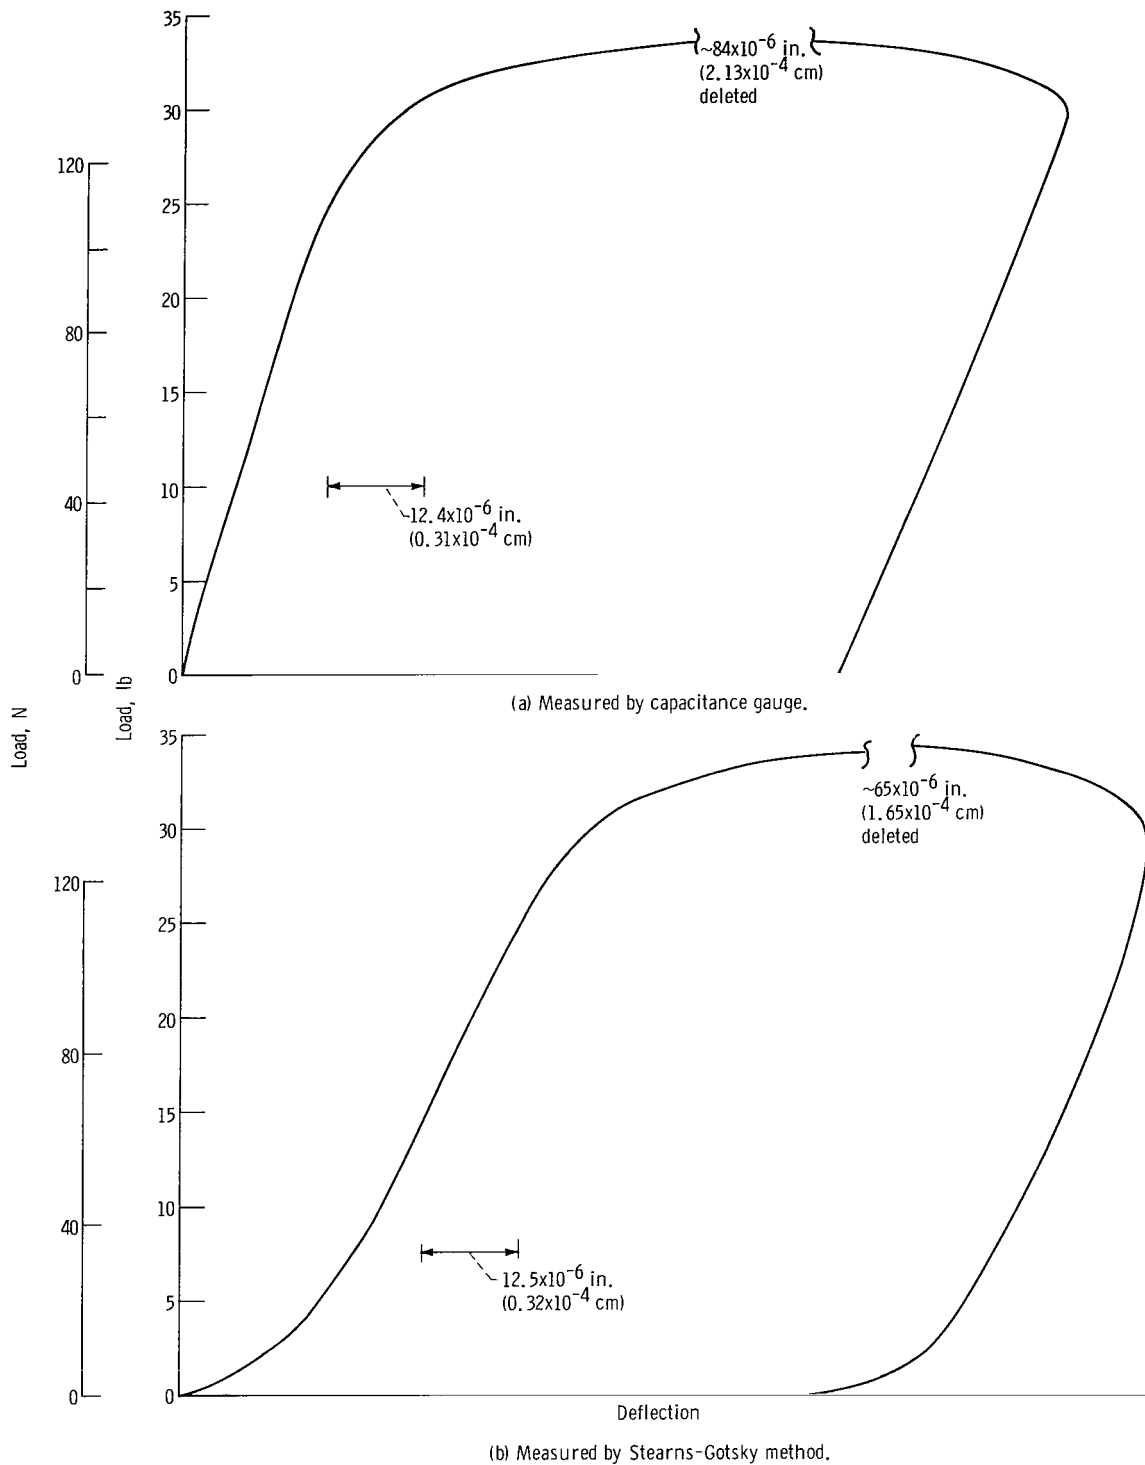 35
30
25
20
15
10
5
0
120
80
40
0
~84x10-6 in.
(2.13x10-4 cm)
deleted
12.4x10-6 in.
(0.31x10-4 cm)
(a) Measured by capacitance gauge.
Load, N
Load, lb
35
30
25
20
15
10
5
0
120
80
40
0
~65x10-6 in.
(1.65x10-4 cm)
deleted
12.5x10-6 in.
(0.32x10-4 cm)
Deflection
(b) Measured by Stearns-Gotsky method.